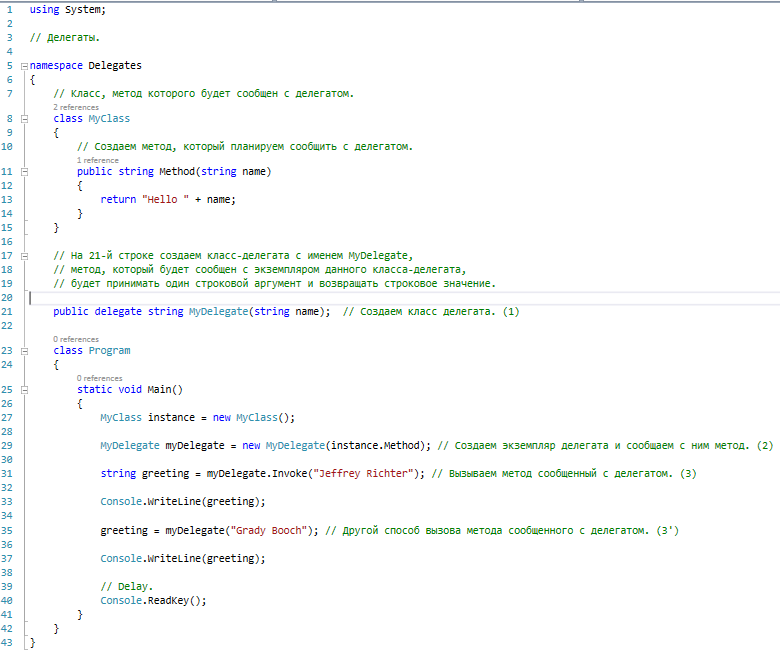 1 using System;
2
3 // Делегаты.
4
5 namespace Delegates
6 {
7 // Класс, метод которого будет сообщен с делегатом.
2 references
8 class MyClass
9 {
10 // Создаем метод, который планируем сообщить с делегатом.
1 reference
11 public string Method(string name)
12 {
13 return "Hello " + name;
14 }
15 }
16
17 // На 21-й строке создаем класс-делегата с именем MyDelegate,
18 // метод, который будет сообщен с экземпляром данного класса-делегата,
19 // будет принимать один строковой аргумент и возвращать строковое значение.
20
21 public delegate string MyDelegate(string name); // Создаем класс делегата. (1)
22
0 references
23 class Program
24 {
0 references
25 static void Main()
26 {
27 MyClass instance = new MyClass();
28
29 MyDelegate myDelegate = new MyDelegate(instance.Method); // Создаем экземпляр делегата и сообщаем с ним метод. (2)
30
31 string greeting = myDelegate.Invoke("Jeffrey Richter"); // Вызываем метод сообщенный с делегатом. (3)
32
33 Console.WriteLine(greeting);
34
35 greeting = myDelegate("Grady Booch"); // Другой способ вызова метода сообщенного с делегатом. (3')
36
37 Console.WriteLine(greeting);
38
39 // Delay.
40 Console.ReadKey();
41 }
42 }
43 }